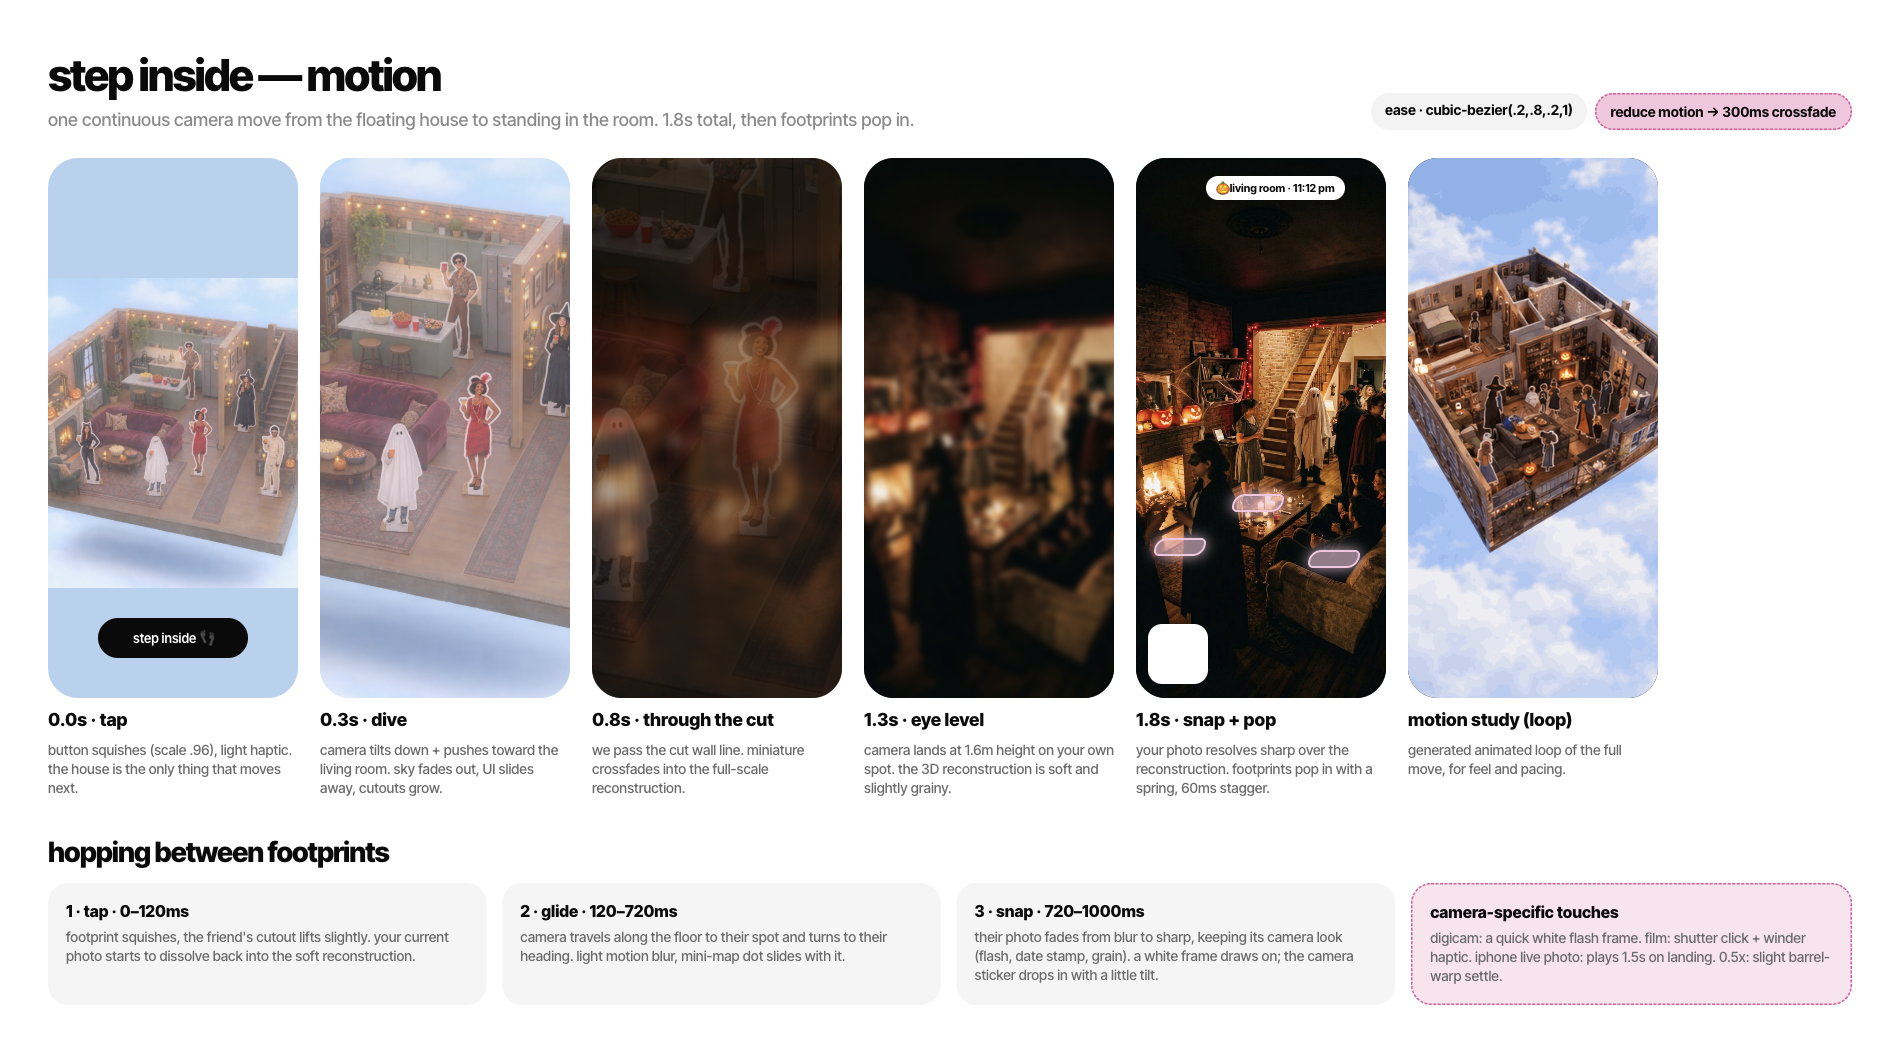 step inside — motion
one continuous camera move from the floating house to standing in the room. 1.8s total, then footprints pop in.
ease · cubic-bezier(.2,.8,.2,1)
reduce motion → 300ms crossfade
step inside 👣
🎃living room · 11:12 pm
0.0s · tap
button squishes (scale .96), light haptic.
the house is the only thing that moves
next.
0.3s · dive
camera tilts down + pushes toward the
living room. sky fades out, UI slides
away, cutouts grow.
0.8s · through the cut
we pass the cut wall line. miniature
crossfades into the full-scale
reconstruction.
1.3s · eye level
camera lands at 1.6m height on your own
spot. the 3D reconstruction is soft and
slightly grainy.
1.8s · snap + pop
your photo resolves sharp over the
reconstruction. footprints pop in with a
spring, 60ms stagger.
motion study (loop)
generated animated loop of the full
move, for feel and pacing.
hopping between footprints
1 · tap · 0–120ms
footprint squishes, the friend's cutout lifts slightly. your current
photo starts to dissolve back into the soft reconstruction.
2 · glide · 120–720ms
camera travels along the floor to their spot and turns to their
heading. light motion blur, mini-map dot slides with it.
3 · snap · 720–1000ms
their photo fades from blur to sharp, keeping its camera look
(flash, date stamp, grain). a white frame draws on; the camera
sticker drops in with a little tilt.
camera-specific touches
digicam: a quick white flash frame. film: shutter click + winder
haptic. iphone live photo: plays 1.5s on landing. 0.5x: slight barrel-
warp settle.